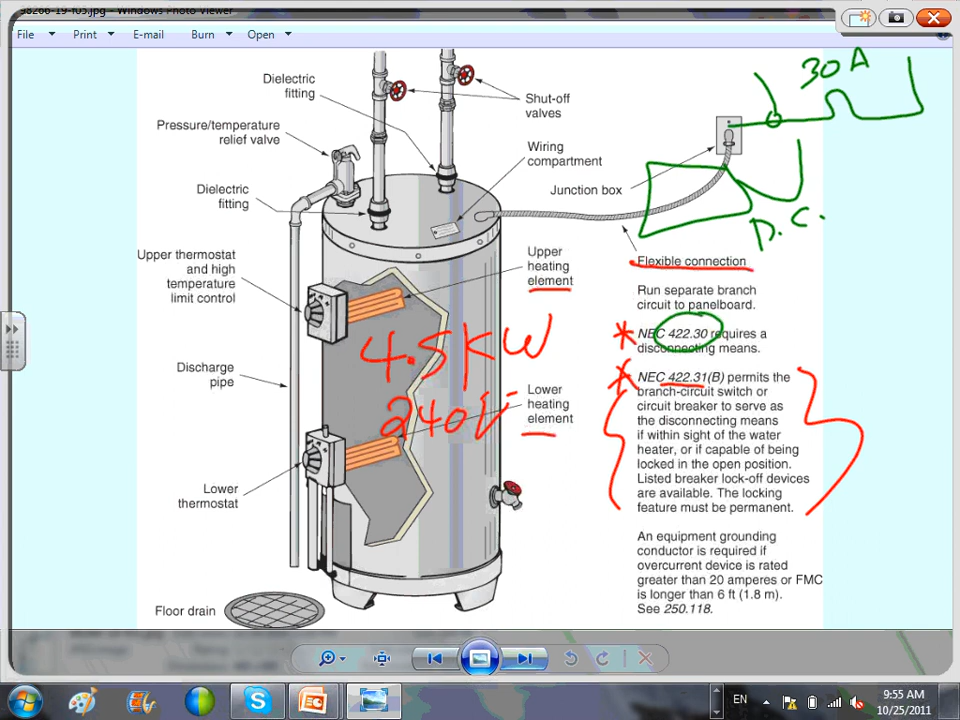 98266-19-f05.jpg - Windows Photo Viewer
File Print E-mail Burn Open
Dielectric
fitting
Shut-off
valves
30 A
Pressure/temperature
relief valve
Wiring
compartment
Junction box
Dielectric
fitting
D.C.
Flexible connection
Upper thermostat
and high
temperature
limit control
Upper
heating
element
4.5KW
240V
Run separate branch
circuit to panelboard.
* NEC 422.30 requires a
disconnecting means.
* NEC 422.31(B) permits the
branch-circuit switch or
circuit breaker to serve as
the disconnecting means
if within sight of the water
heater, or if capable of being
locked in the open position.
Listed breaker lock-off devices
are available. The locking
feature must be permanent.
Discharge
pipe
Lower
heating
element
Lower
thermostat
An equipment grounding
conductor is required if
overcurrent device is rated
greater than 20 amperes or FMC
is longer than 6 ft (1.8 m).
See 250.118.
Floor drain
EN
9:55 AM
10/25/2011